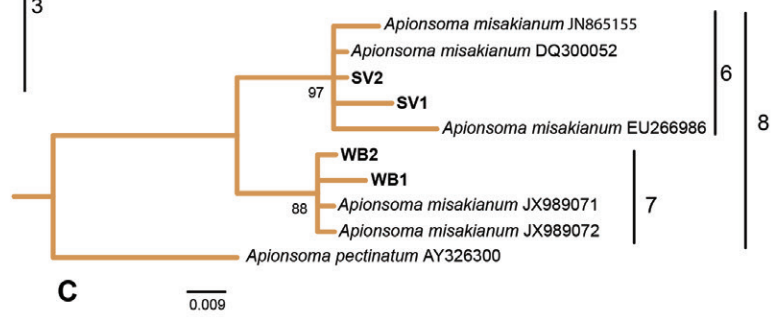 3
Apionsoma misakianum JN865155
Apionsoma misakianum DQ300052
SV2
97
SV1
6
Apionsoma misakianum EU266986
8
WB2
WB1
88
Apionsoma misakianum JX989071
7
Apionsoma misakianum JX989072
Apionsoma pectinatum AY326300
C
0.009